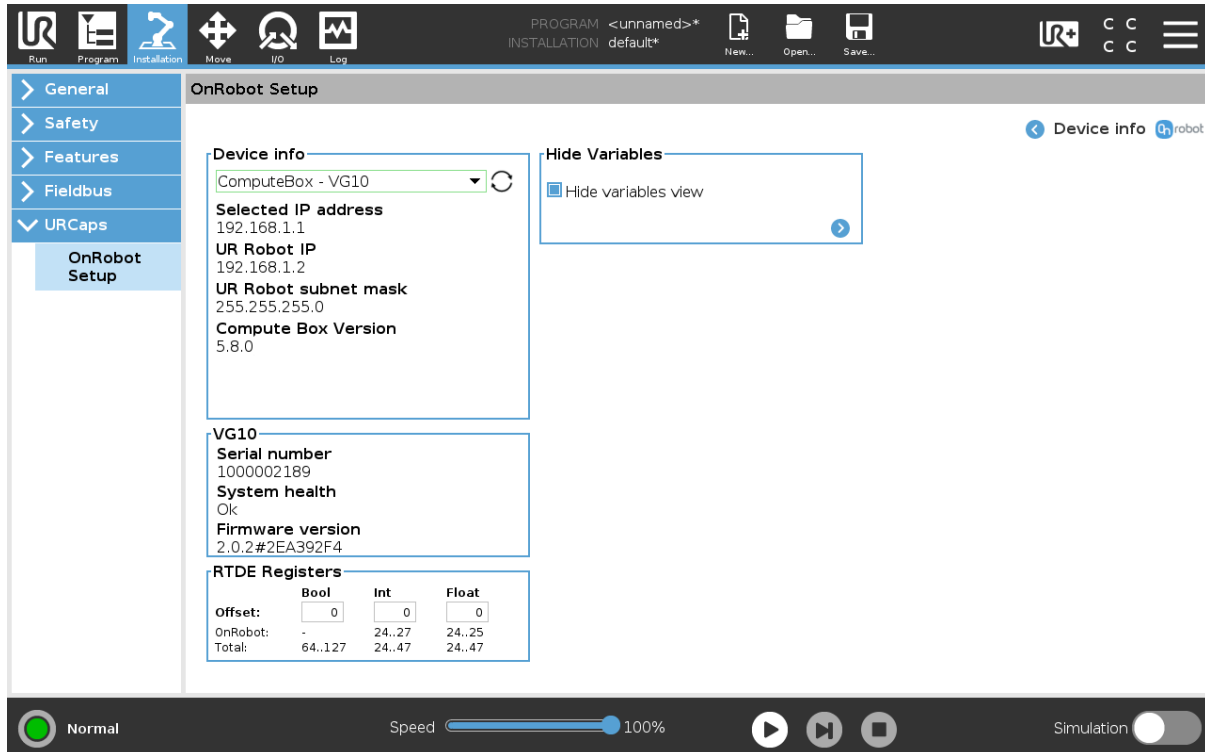 PROGRAM <unnamed>*
INSTALLATION default*
UR
Run Program Installation Move I/O Log New... Open... Save...
UR+
C C
C C
General
Safety
Features
Fieldbus
URCaps
OnRobot
Setup
OnRobot Setup
Device info On robot
Device info
ComputeBox - VG10
Selected IP address
192.168.1.1
UR Robot IP
192.168.1.2
UR Robot subnet mask
255.255.255.0
Compute Box Version
5.8.0
Hide Variables
Hide variables view
VG10
Serial number
1000002189
System health
Ok
Firmware version
2.0.2#2EA392F4
RTDE Registers
Bool Int Float
Offset: 0 0 0
OnRobot: - 24..27 24..25
Total: 64..127 24..47 24..47
Normal Speed 100% Simulation